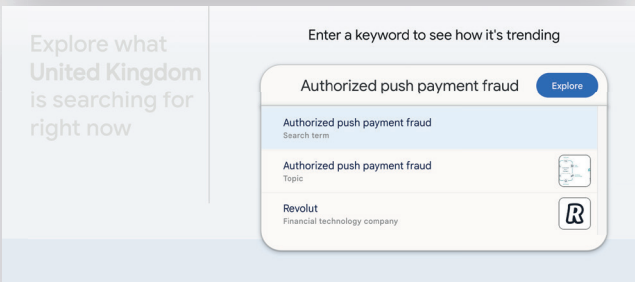 Explore what
United Kingdom
is searching for
right now
Enter a keyword to see how it's trending
Authorized push payment fraud
Explore
Authorized push payment fraud
Search term
Authorized push payment fraud
Topic
Revolut
Financial technology company
R